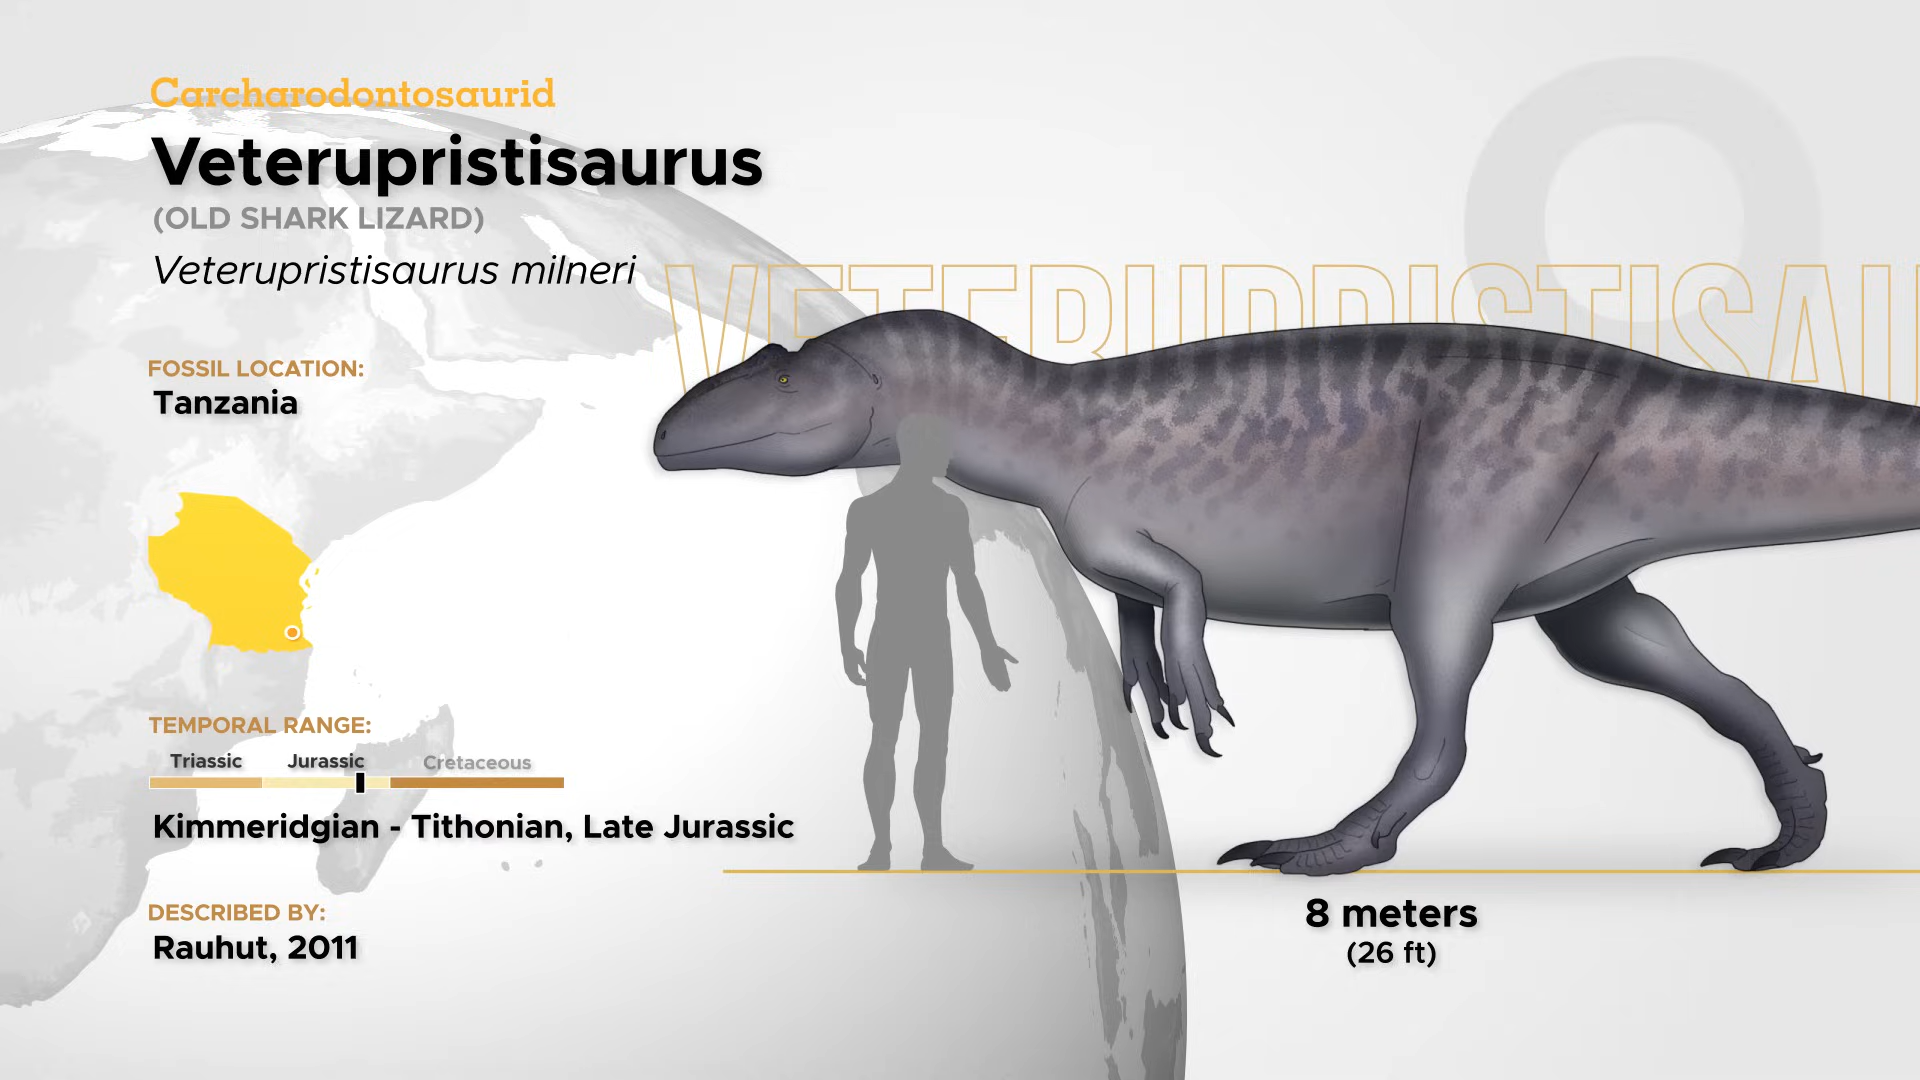 Carcharodontosaurid
Veterupristisaurus
(OLD SHARK LIZARD)
Veterupristisaurus milneri
FOSSIL LOCATION:
Tanzania
TEMPORAL RANGE:
Triassic Jurassic Cretaceous
Kimmeridgian - Tithonian, Late Jurassic
DESCRIBED BY:
Rauhut, 2011
O
VETERUPRISTISAU
8 meters
(26 ft)